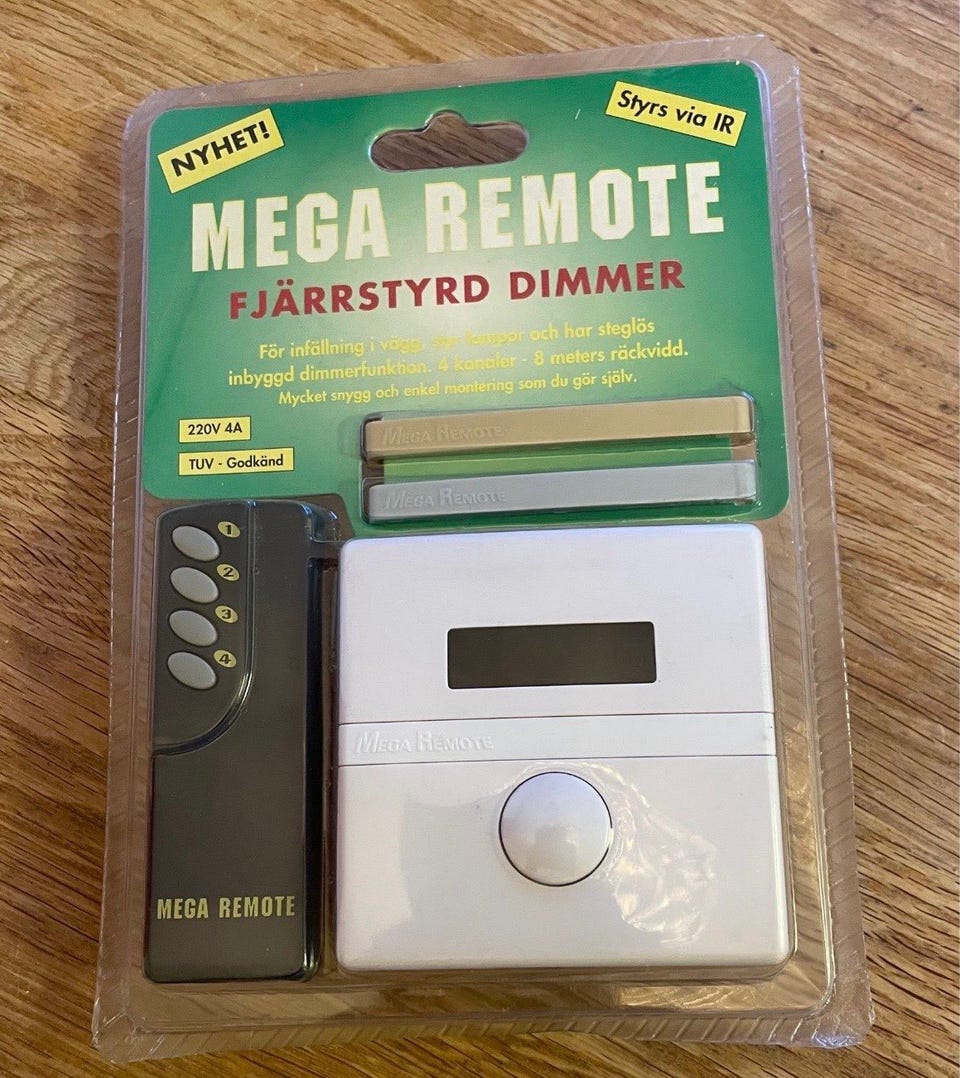 NYHET!
Styrs via IR
MEGA REMOTE
FJÄRRSTYRD DIMMER
För infällning i vägg, styr lampor och har steglös
inbyggd dimmerfunktion. 4 kanaler - 8 meters räckvidd.
Mycket snygg och enkel montering som du gör själv.
220V 4A
TUV - Godkänd
MEGA REMOTE
MEGA REMOTE
1
2
3
4
MEGA REMOTE
MEGA REMOTE